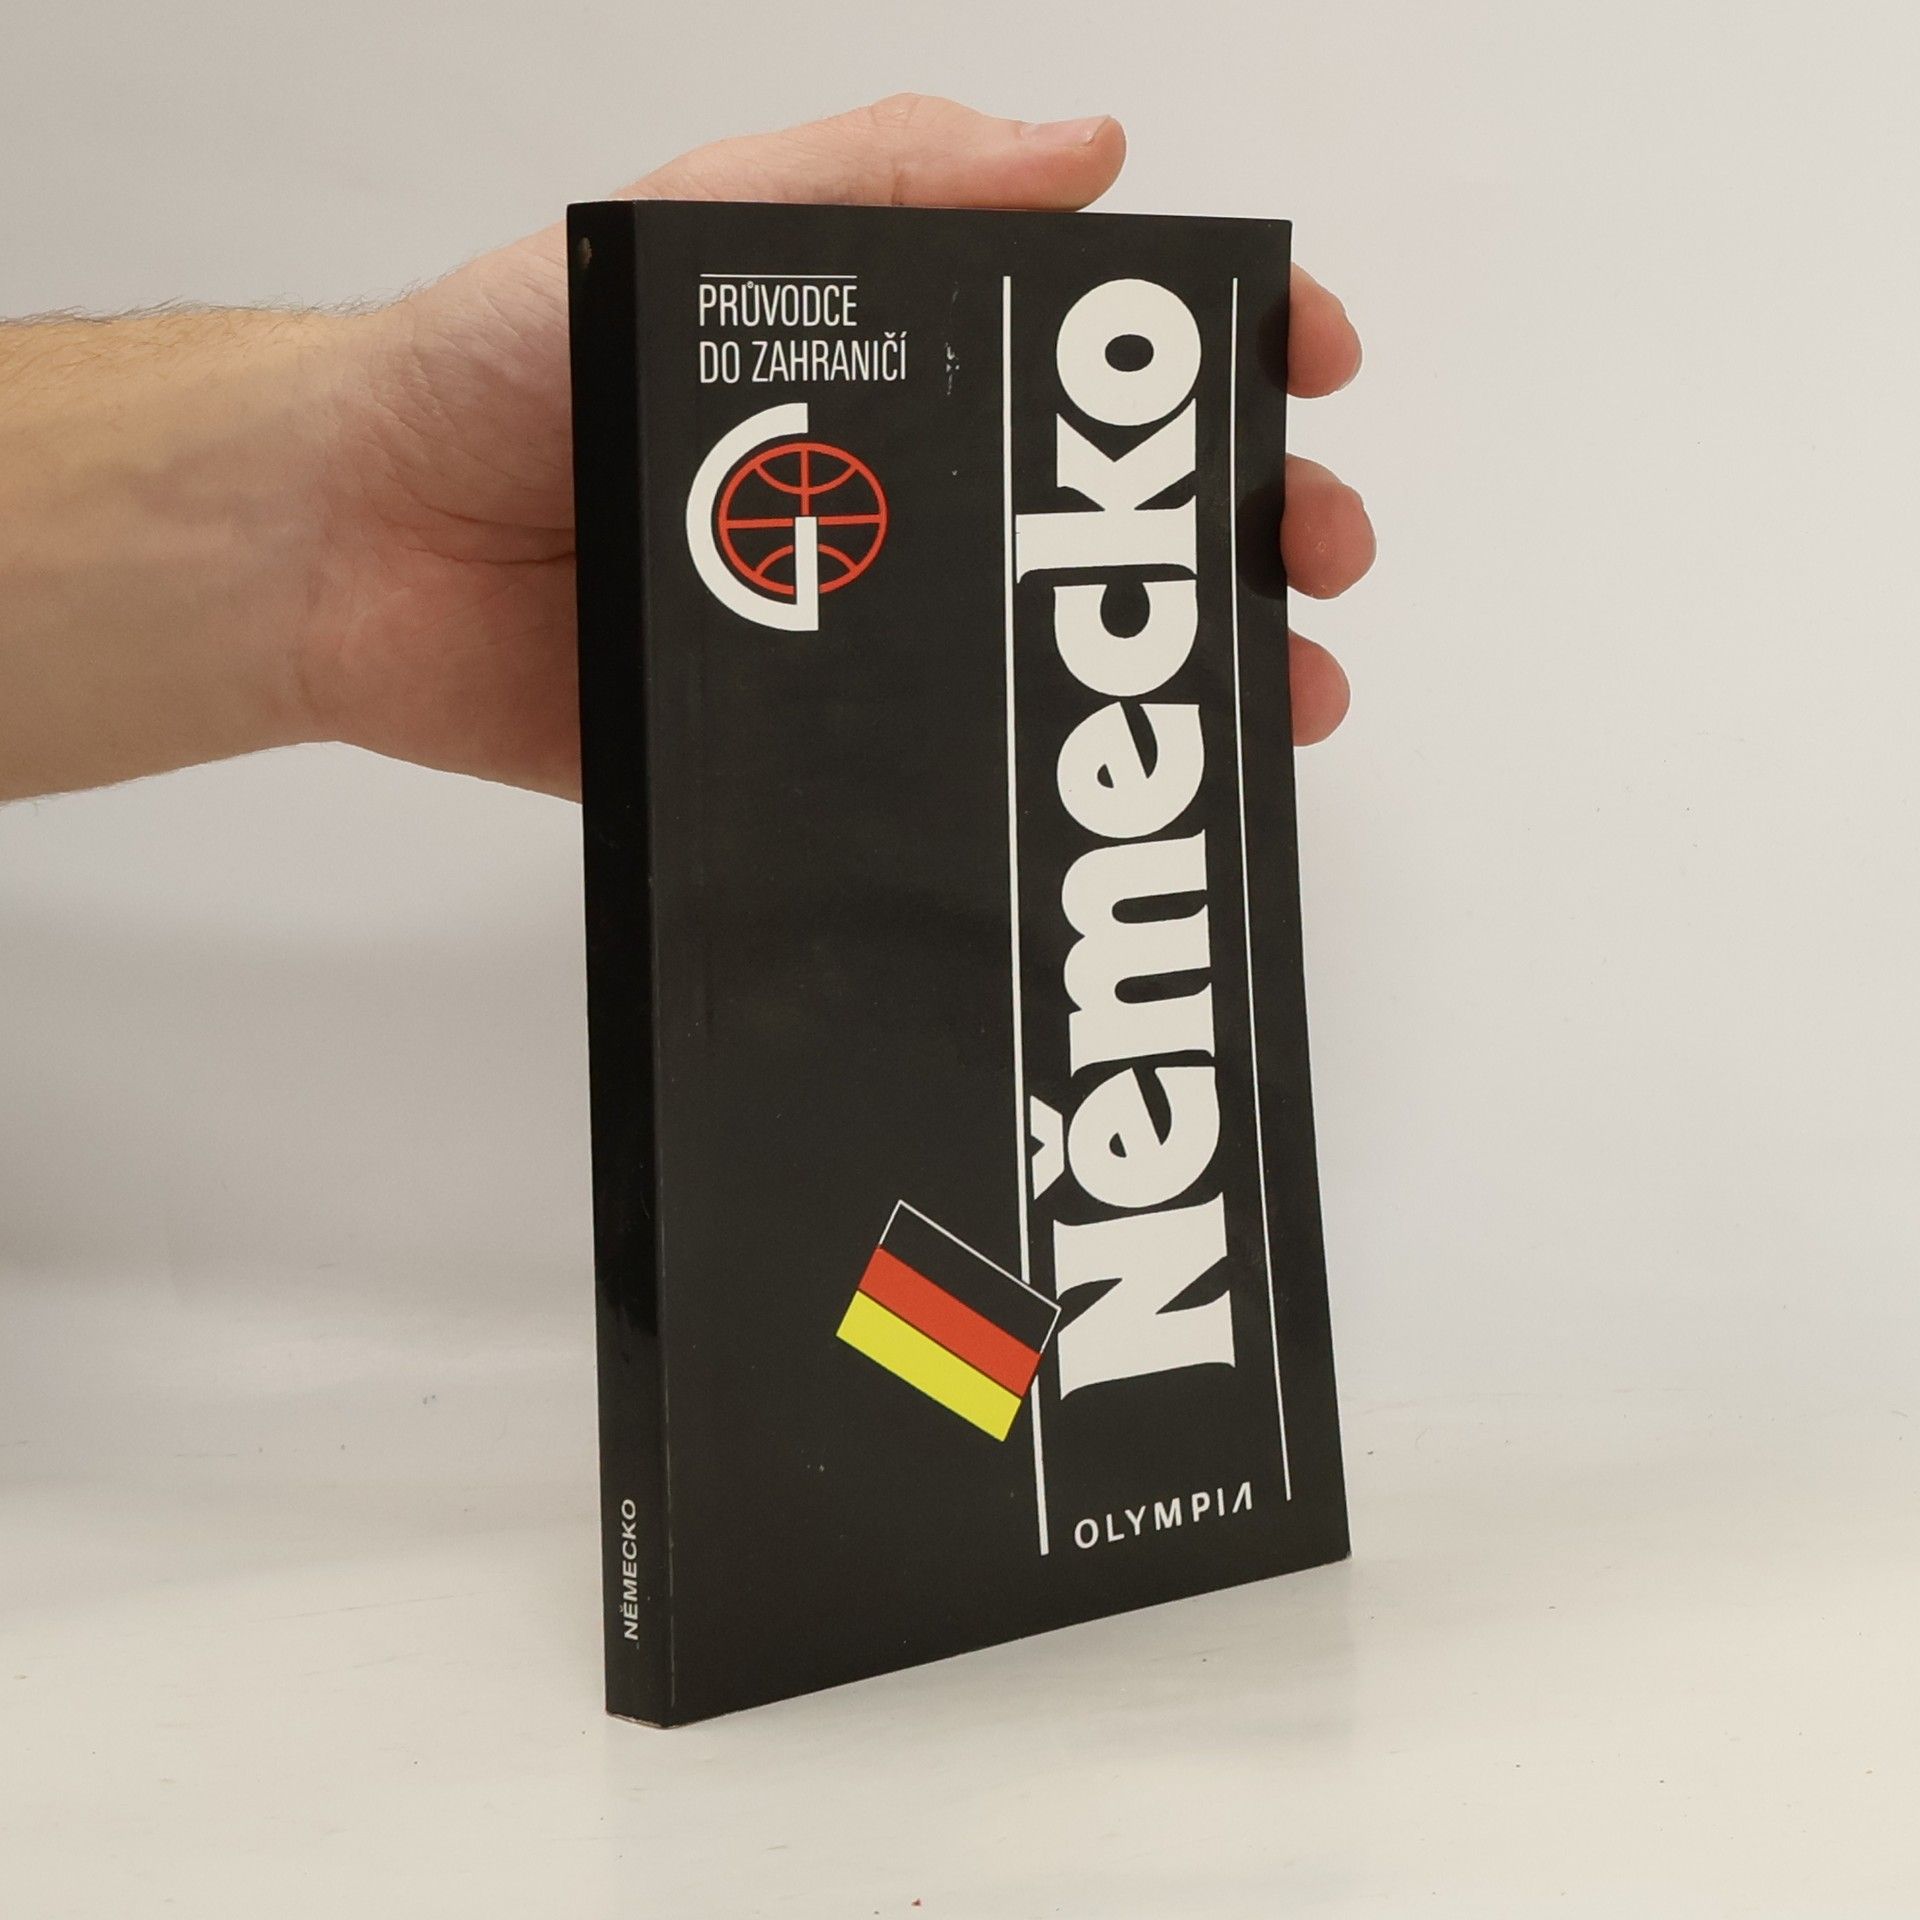 PRŮVODCE
DO ZAHRANIČÍ
Německo
OLYMPIA
NĚMECKO